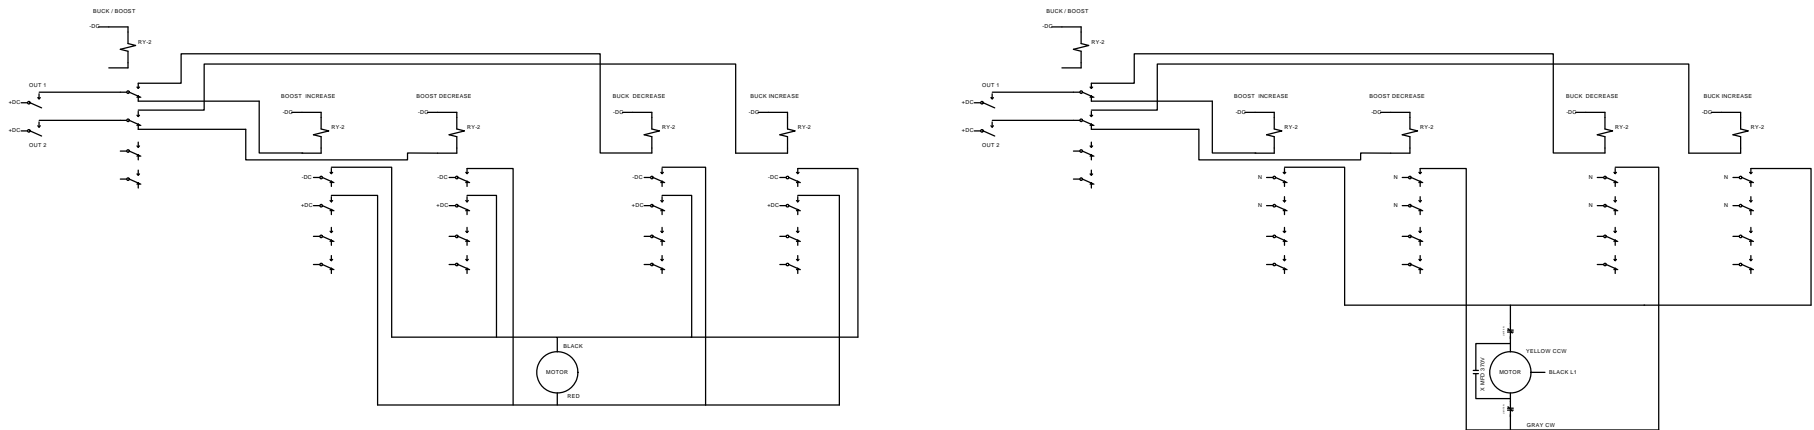 BUCK / BOOST
-DC
RY-2
OUT 1
+DC
+DC
OUT 2
BOOST INCREASE
-DC
RY-2
BOOST DECREASE
-DC
RY-2
BUCK DECREASE
-DC
RY-2
BUCK INCREASE
-DC
RY-2
-DC
+DC
-DC
+DC
-DC
+DC
-DC
+DC
BLACK
MOTOR
RED
BUCK / BOOST
-DC
RY-2
OUT 1
+DC
+DC
OUT 2
BOOST INCREASE
-DC
RY-2
BOOST DECREASE
-DC
RY-2
BUCK DECREASE
-DC
RY-2
BUCK INCREASE
-DC
RY-2
N
N
N
N
N
N
N
N
YELLOW CCW
X MFD 370V
MOTOR
BLACK L1
GRAY CW